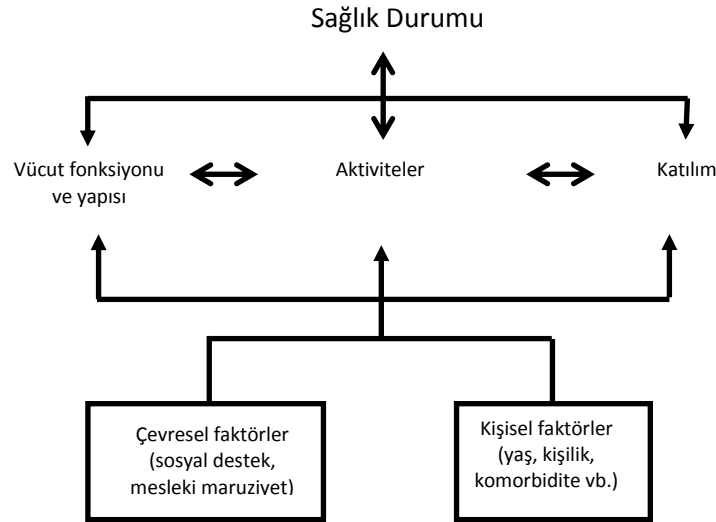 Sağlık Durumu
Vücut fonksiyonu
ve yapısı
Aktiviteler
Katılım
Çevresel faktörler
(sosyal destek,
mesleki maruziyet)
Kişisel faktörler
(yaş, kişilik,
komorbidite vb.)